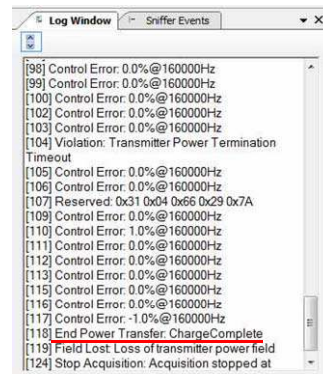 Log Window
Sniffer Events
[98] Control Error: 0.0%@160000Hz
[99] Control Error: 0.0%@160000Hz
[100] Control Error: 0.0%@160000Hz
[102] Control Error: 0.0%@160000Hz
[103] Control Error: 0.0%@160000Hz
[104] Violation: Transmitter Power Termination
Timeout
[105] Control Error: 0.0%@160000Hz
[106] Control Error: 0.0%@160000Hz
[107] Reserved: 0x31 0x04 0x66 0x29 0x7A
[109] Control Error: 0.0%@160000Hz
[110] Control Error: 1.0%@160000Hz
[111] Control Error: 0.0%@160000Hz
[112] Control Error: 0.0%@160000Hz
[113] Control Error: 0.0%@160000Hz
[115] Control Error: 0.0%@160000Hz
[116] Control Error: 0.0%@160000Hz
[117] Control Error: -1.0%@160000Hz
[118] End Power Transfer: ChargeComplete
[119] Field Lost: Loss of transmitter power field
[124] Stop Acquisition: Acquisition stopped at